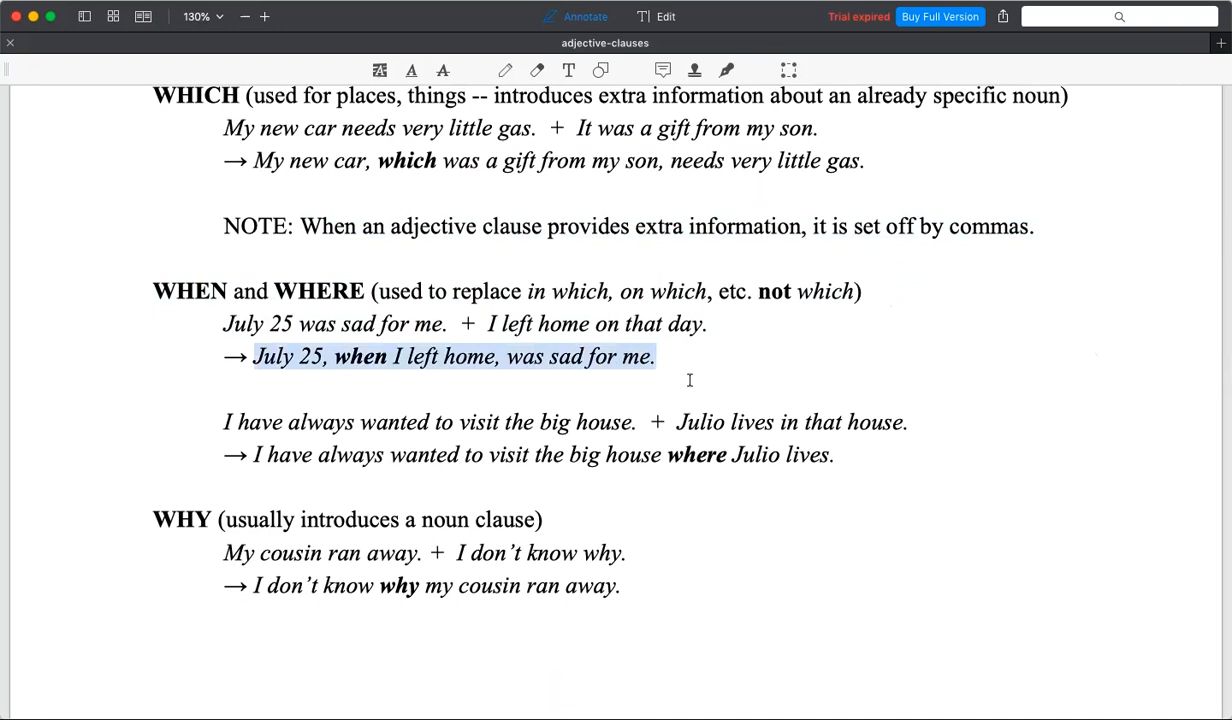 130%
Annotate
Edit
Trial expired
Buy Full Version
adjective-clauses
WHICH (used for places, things -- introduces extra information about an already specific noun)
My new car needs very little gas. + It was a gift from my son.
→ My new car, which was a gift from my son, needs very little gas.
NOTE: When an adjective clause provides extra information, it is set off by commas.
WHEN and WHERE (used to replace in which, on which, etc. not which)
July 25 was sad for me. + I left home on that day.
→ July 25, when I left home, was sad for me.
I have always wanted to visit the big house. + Julio lives in that house.
→ I have always wanted to visit the big house where Julio lives.
WHY (usually introduces a noun clause)
My cousin ran away. + I don’t know why.
→ I don’t know why my cousin ran away.